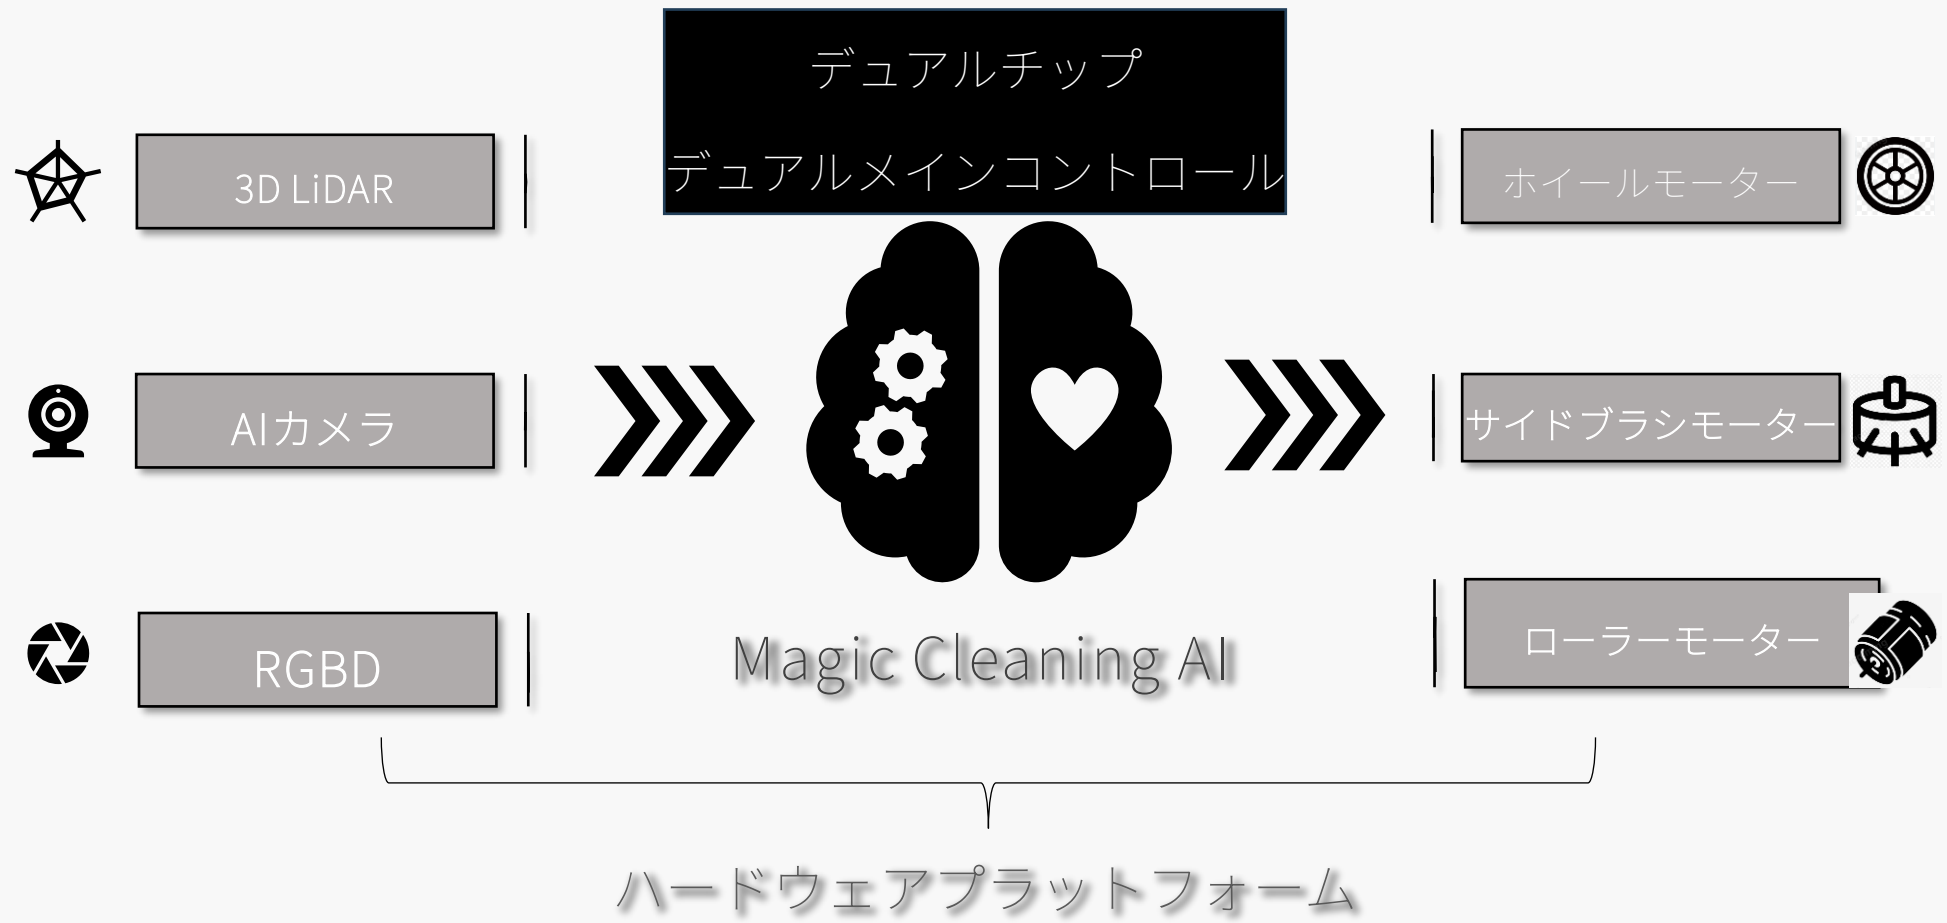 デュアルチップ
デュアルメインコントロール
3D LiDAR
AIカメラ
RGBD
ホイールモーター
サイドブラシモーター
ローラーモーター
Magic Cleaning AI
ハードウェアプラットフォーム